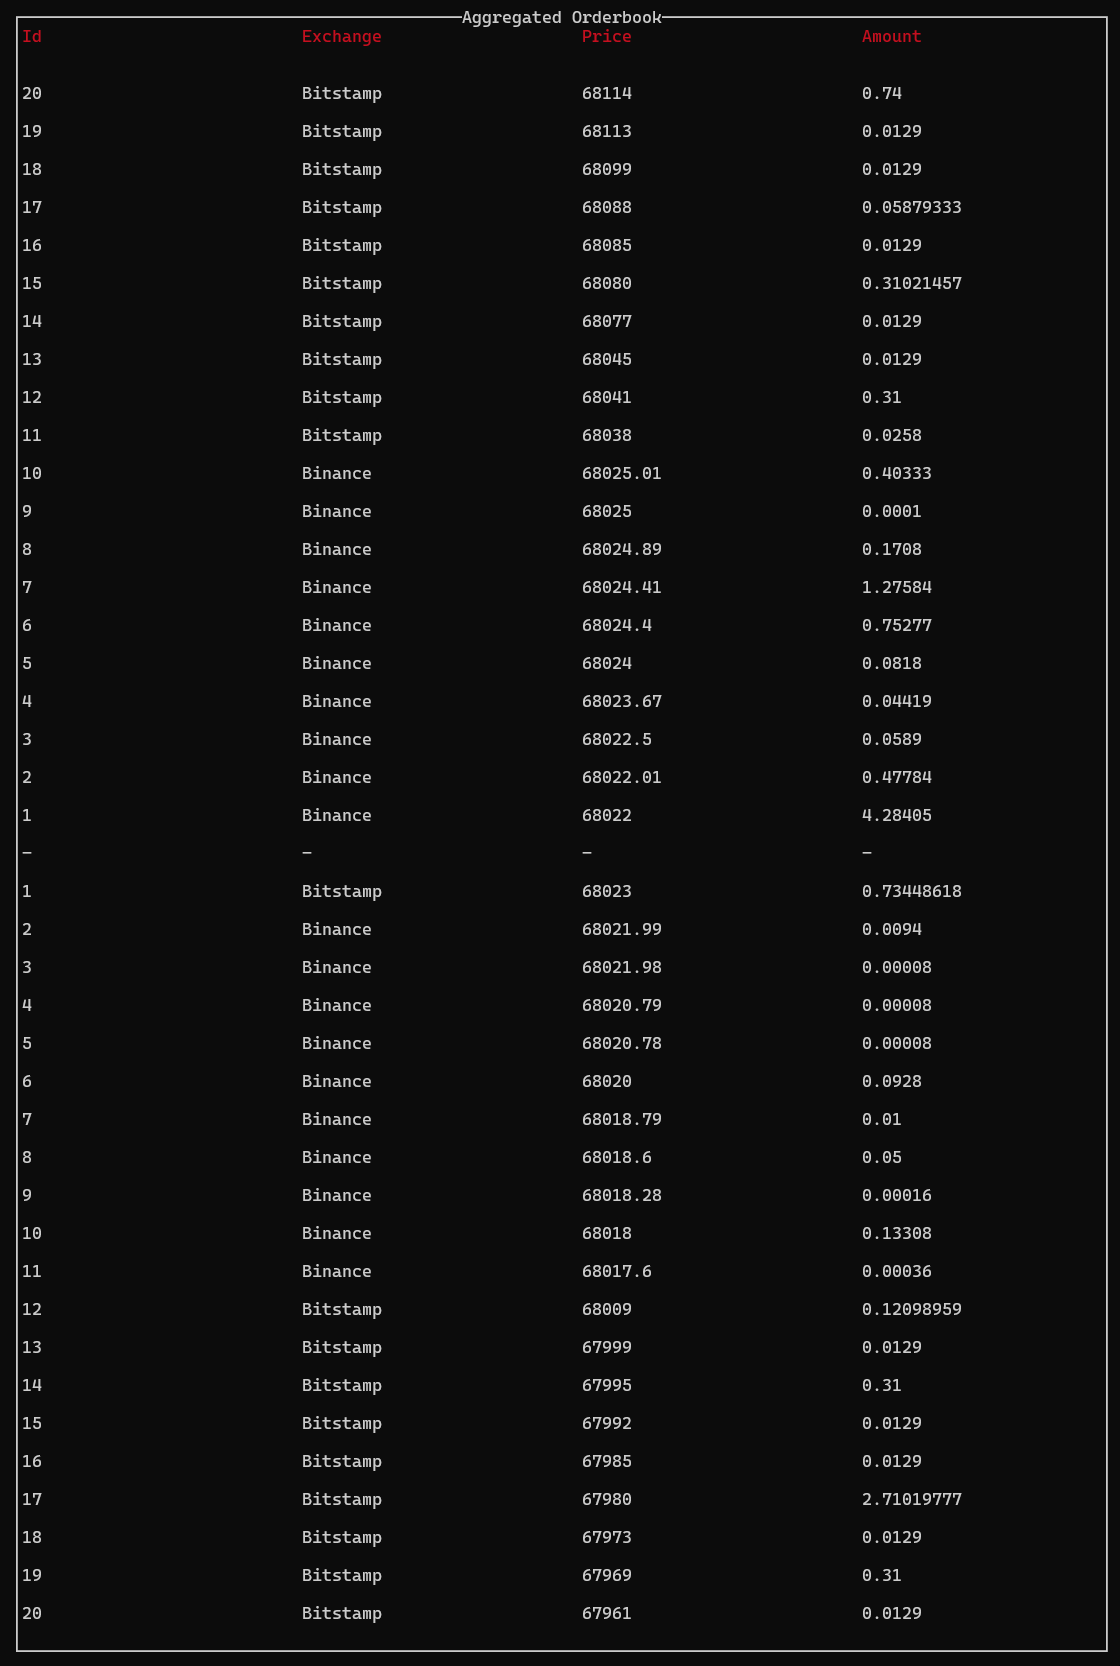 Aggregated Orderbook
Id Exchange Price Amount
20 Bitstamp 68114 0.74
19 Bitstamp 68113 0.0129
18 Bitstamp 68099 0.0129
17 Bitstamp 68088 0.05879333
16 Bitstamp 68085 0.0129
15 Bitstamp 68080 0.31021457
14 Bitstamp 68077 0.0129
13 Bitstamp 68045 0.0129
12 Bitstamp 68041 0.31
11 Bitstamp 68038 0.0258
10 Binance 68025.01 0.40333
9 Binance 68025 0.0001
8 Binance 68024.89 0.1708
7 Binance 68024.41 1.27584
6 Binance 68024.4 0.75277
5 Binance 68024 0.0818
4 Binance 68023.67 0.04419
3 Binance 68022.5 0.0589
2 Binance 68022.01 0.47784
1 Binance 68022 4.28405
— — — —
1 Bitstamp 68023 0.73448618
2 Binance 68021.99 0.0094
3 Binance 68021.98 0.00008
4 Binance 68020.79 0.00008
5 Binance 68020.78 0.00008
6 Binance 68020 0.0928
7 Binance 68018.79 0.01
8 Binance 68018.6 0.05
9 Binance 68018.28 0.00016
10 Binance 68018 0.13308
11 Binance 68017.6 0.00036
12 Bitstamp 68009 0.12098959
13 Bitstamp 67999 0.0129
14 Bitstamp 67995 0.31
15 Bitstamp 67992 0.0129
16 Bitstamp 67985 0.0129
17 Bitstamp 67980 2.71019777
18 Bitstamp 67973 0.0129
19 Bitstamp 67969 0.31
20 Bitstamp 67961 0.0129